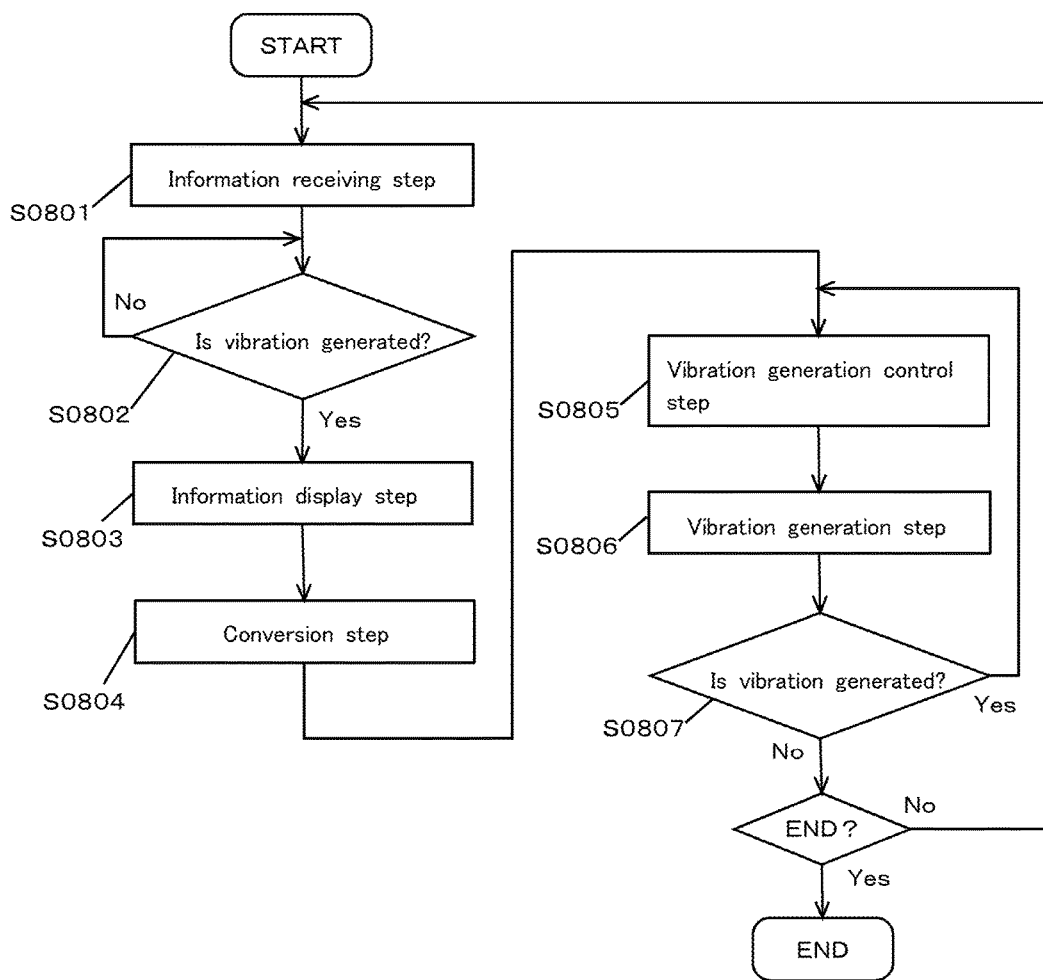 START
Information receiving step
S0801
No
Is vibration generated?
S0802
Yes
Information display step
S0803
Conversion step
S0804
Vibration generation control
step
S0805
Vibration generation step
S0806
Is vibration generated?
Yes
S0807
No
END?
No
Yes
END